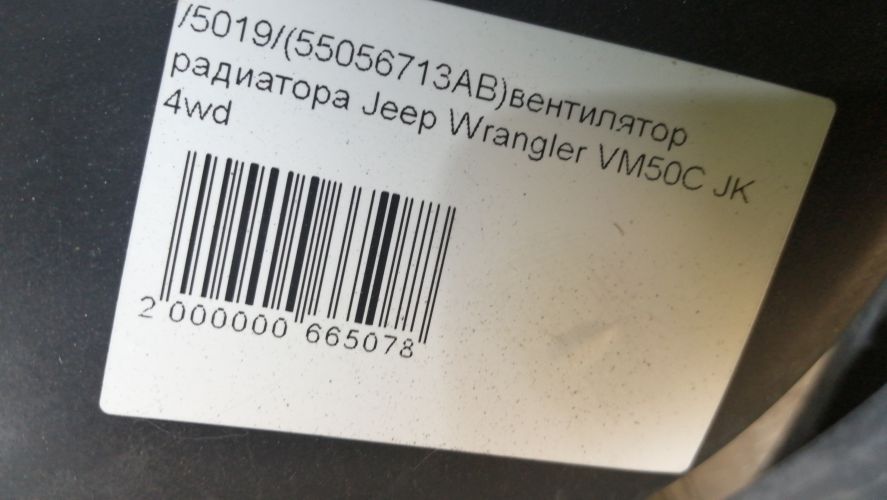 /5019/(55056713AB)вентилятор
радиатора Jeep Wrangler VM50C JK
4wd
2 000000 665078